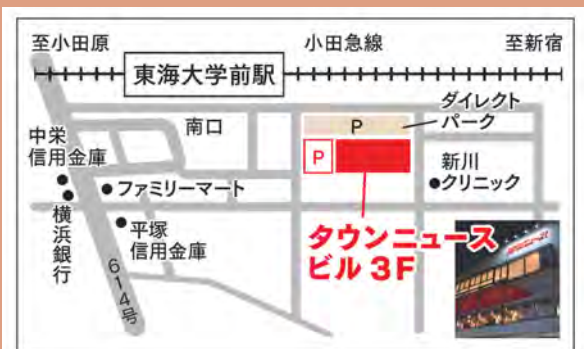 至小田原
小田急線
至新宿
東海大学前駅
南口
P
ダイレクト
パーク
P
中栄
信用金庫
ファミリーマート
新川
クリニック
横浜銀行
平塚
信用金庫
タウンニュース
ビル3F
614号